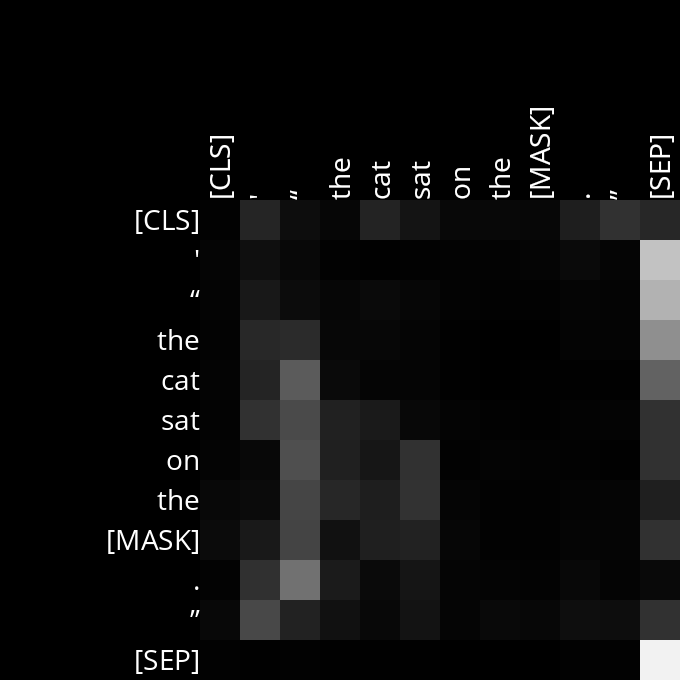 [CLS] ' “ the cat sat on the [MASK] . ” [SEP]
[CLS]
'
“
the
cat
sat
on
the
[MASK]
.
”
[SEP]